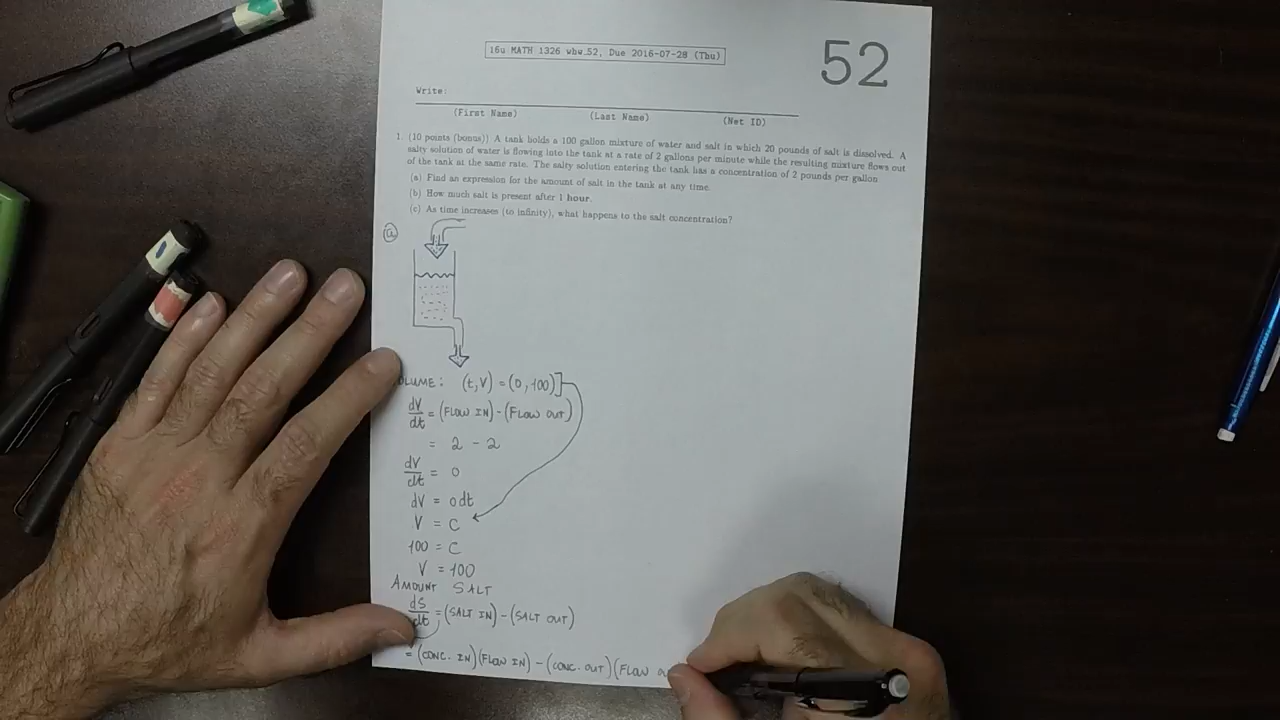 52
16u MATH 1326 whw_52, Due 2016-07-28 (Thu)
Write:
(First Name) (Last Name) (Net ID)
1. (10 points (bonus)) A tank holds a 100 gallon mixture of water and salt in which 20 pounds of salt is dissolved. A
salty solution of water is flowing into the tank at a rate of 2 gallons per minute while the resulting mixture flows out
of the tank at the same rate. The salty solution entering the tank has a concentration of 2 pounds per gallon
(a) Find an expression for the amount of salt in the tank at any time.
(b) How much salt is present after 1 hour.
(c) As time increases (to infinity), what happens to the salt concentration?
a
OLUME: (t,V) = (0,100)]
dV/dt = (FLOW IN) - (FLOW OUT)
= 2 - 2
dV/dt = 0
dV = 0dt
V = C
100 = C
V = 100
AMOUNT SALT
dS/dt = (SALT IN) - (SALT OUT)
= (CONC. IN)(FLOW IN) - (CONC. OUT)(FLOW